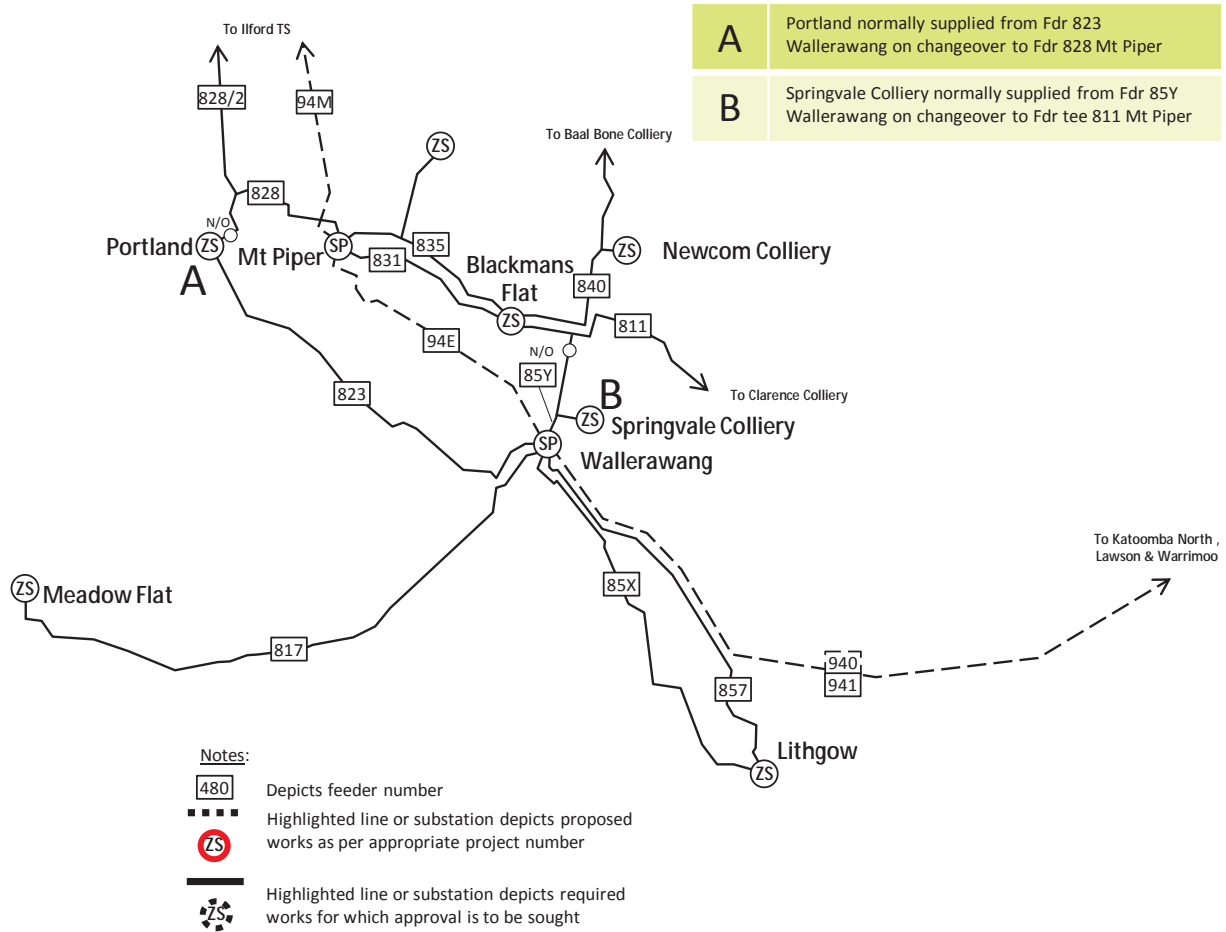 To Ilford TS
A
Portland normally supplied from Fdr 823
Wallerawang on changeover to Fdr 828 Mt Piper
B
Springvale Colliery normally supplied from Fdr 85Y
Wallerawang on changeover to Fdr tee 811 Mt Piper
828/2
94M
To Baal Bone Colliery
ZS
828
N/O
Portland
ZS
A
Mt Piper
SP
835
831
Blackmans
Flat
ZS
ZS
Newcom Colliery
840
811
94E
N/O
85Y
To Clarence Colliery
823
B
ZS
Springvale Colliery
SP
Wallerawang
To Katoomba North ,
Lawson & Warrimoo
ZS
Meadow Flat
85X
817
940
941
857
Lithgow
ZS
Notes:
480
Depicts feeder number
Highlighted line or substation depicts proposed
works as per appropriate project number
ZS
Highlighted line or substation depicts required
works for which approval is to be sought
ZS